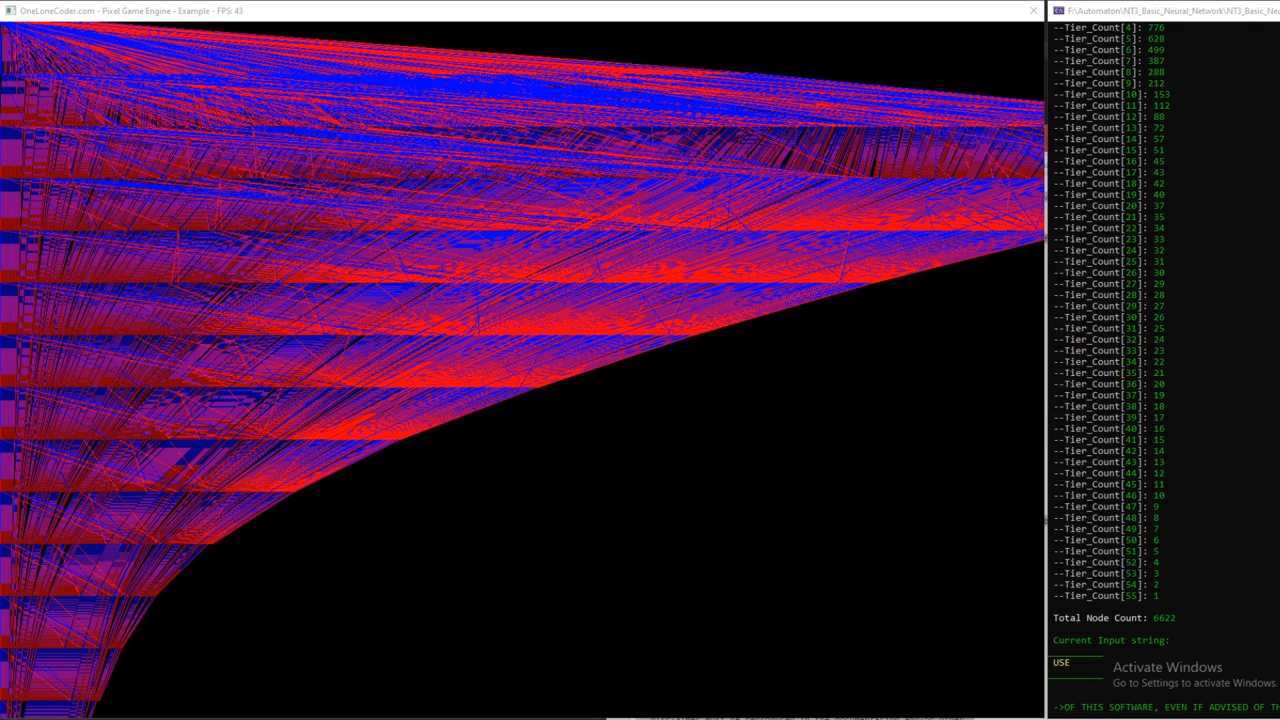 OneLoneCoder.com - Pixel Game Engine - Example - FPS: 43
F:\Automaton\NT3_Basic_Neural_Network\NT3_Basic_Ne
--Tier_Count[4]: 776
--Tier_Count[5]: 628
--Tier_Count[6]: 499
--Tier_Count[7]: 387
--Tier_Count[8]: 288
--Tier_Count[9]: 212
--Tier_Count[10]: 153
--Tier_Count[11]: 112
--Tier_Count[12]: 88
--Tier_Count[13]: 72
--Tier_Count[14]: 57
--Tier_Count[15]: 51
--Tier_Count[16]: 45
--Tier_Count[17]: 43
--Tier_Count[18]: 42
--Tier_Count[19]: 40
--Tier_Count[20]: 37
--Tier_Count[21]: 35
--Tier_Count[22]: 34
--Tier_Count[23]: 33
--Tier_Count[24]: 32
--Tier_Count[25]: 31
--Tier_Count[26]: 30
--Tier_Count[27]: 29
--Tier_Count[28]: 28
--Tier_Count[29]: 27
--Tier_Count[30]: 26
--Tier_Count[31]: 25
--Tier_Count[32]: 24
--Tier_Count[33]: 23
--Tier_Count[34]: 22
--Tier_Count[35]: 21
--Tier_Count[36]: 20
--Tier_Count[37]: 19
--Tier_Count[38]: 18
--Tier_Count[39]: 17
--Tier_Count[40]: 16
--Tier_Count[41]: 15
--Tier_Count[42]: 14
--Tier_Count[43]: 13
--Tier_Count[44]: 12
--Tier_Count[45]: 11
--Tier_Count[46]: 10
--Tier_Count[47]: 9
--Tier_Count[48]: 8
--Tier_Count[49]: 7
--Tier_Count[50]: 6
--Tier_Count[51]: 5
--Tier_Count[52]: 4
--Tier_Count[53]: 3
--Tier_Count[54]: 2
--Tier_Count[55]: 1
Total Node Count: 6622
Current Input string:
USE
Activate Windows
Go to Settings to activate Windows.
->OF THIS SOFTWARE, EVEN IF ADVISED OF TH